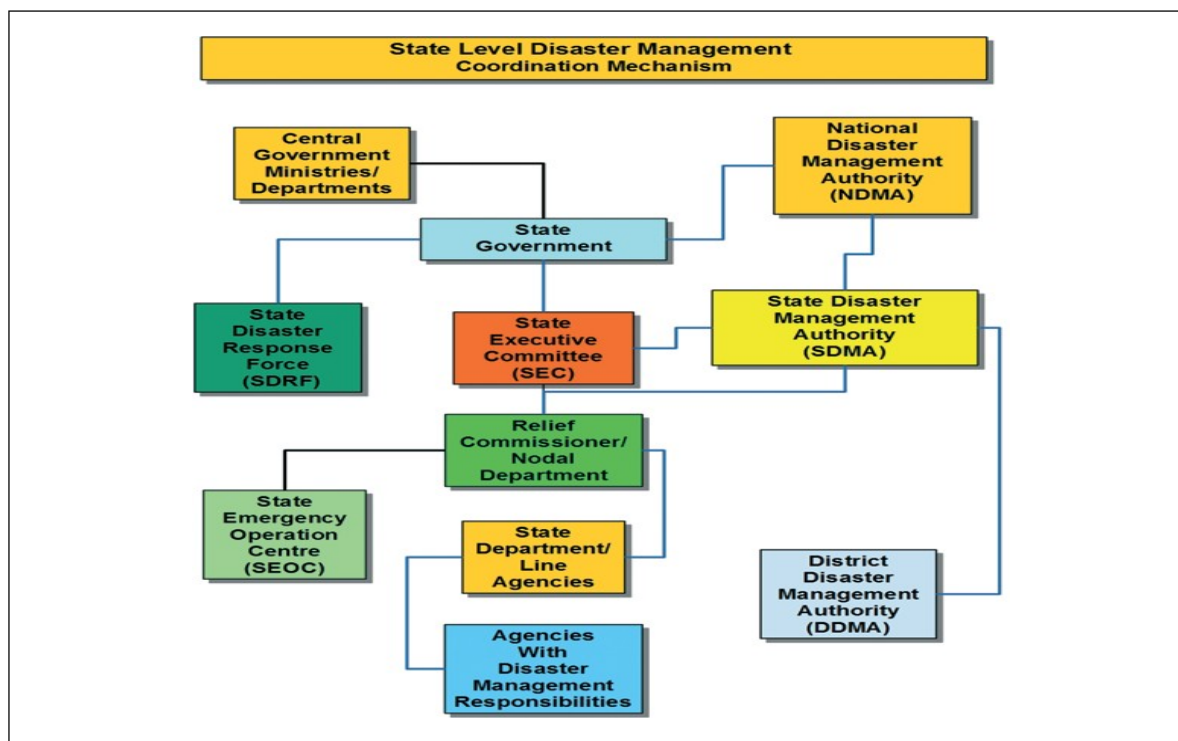 State Level Disaster Management
Coordination Mechanism
Central
Government
Ministries/
Departments
National
Disaster
Management
Authority
(NDMA)
State
Government
State
Disaster
Response
Force
(SDRF)
State
Executive
Committee
(SEC)
State Disaster
Management
Authority
(SDMA)
Relief
Commissioner/
Nodal
Department
State
Emergency
Operation
Centre
(SEOC)
State
Department/
Line
Agencies
District
Disaster
Management
Authority
(DDMA)
Agencies
With
Disaster
Management
Responsibilities